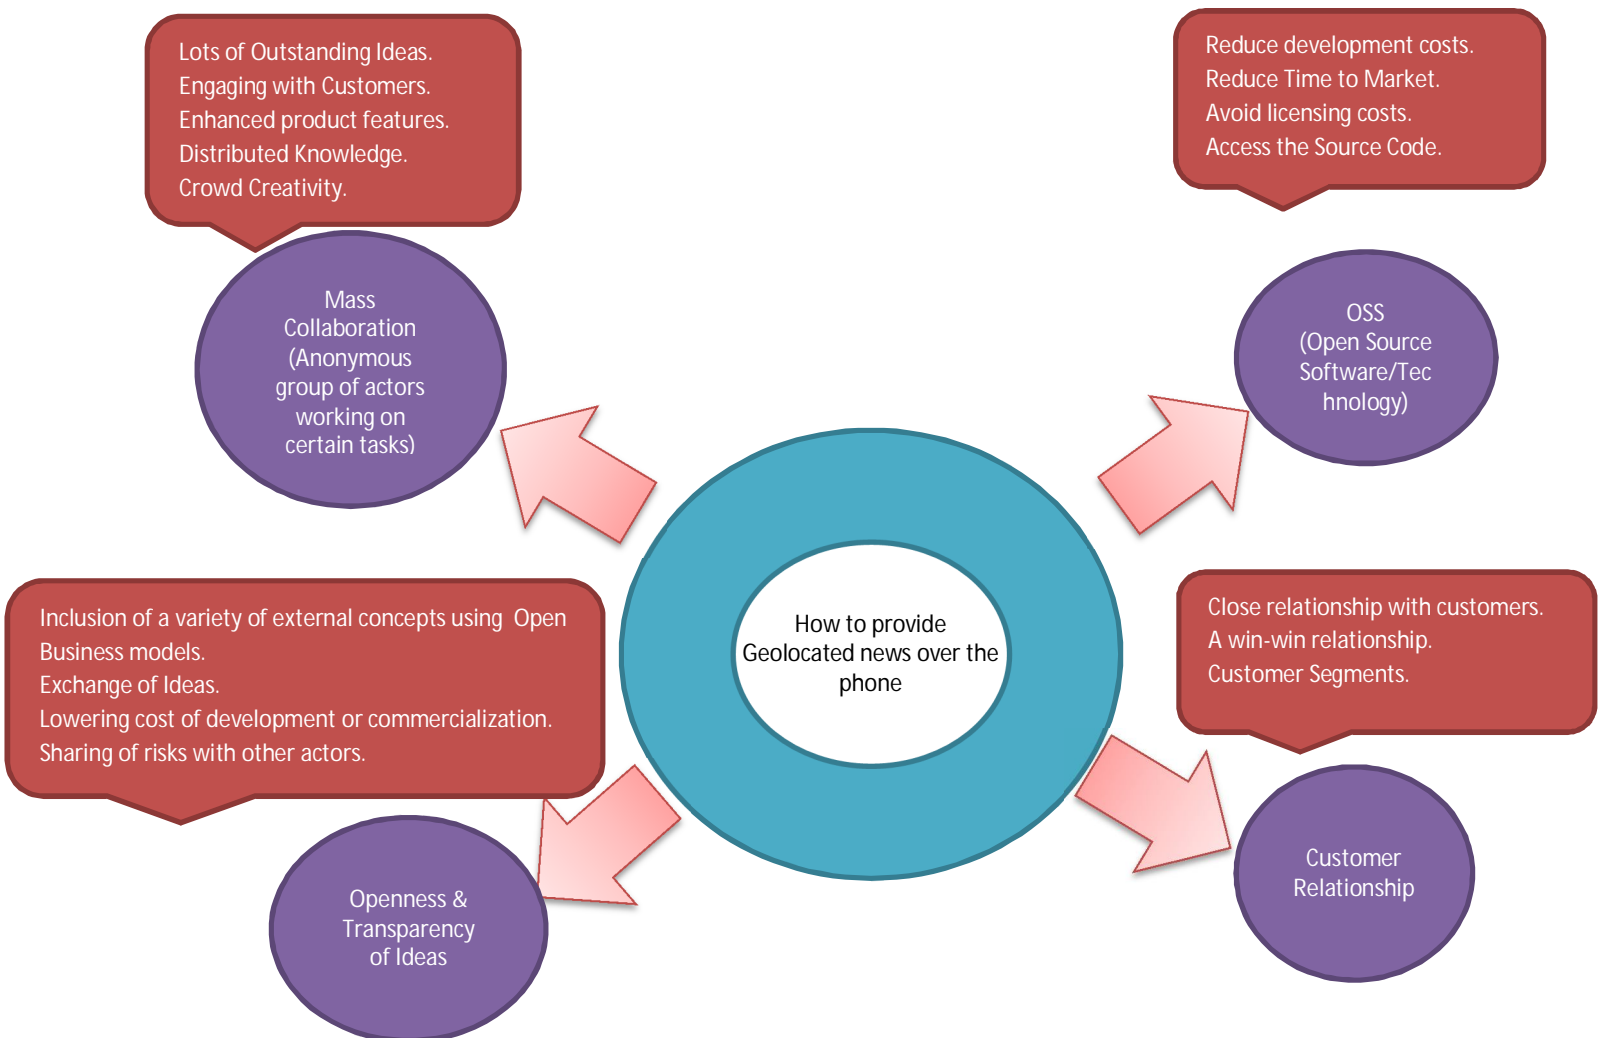 Lots of Outstanding Ideas.
Engaging with Customers.
Enhanced product features.
Distributed Knowledge.
Crowd Creativity.
Reduce development costs.
Reduce Time to Market.
Avoid licensing costs.
Access the Source Code.
Mass
Collaboration
(Anonymous
group of actors
working on
certain tasks)
OSS
(Open Source
Software/Tec
hnology)
Inclusion of a variety of external concepts using Open
Business models.
Exchange of Ideas.
Lowering cost of development or commercialization.
Sharing of risks with other actors.
How to provide
Geolocated news over the
phone
Close relationship with customers.
A win-win relationship.
Customer Segments.
Openness &
Transparency
of Ideas
Customer
Relationship